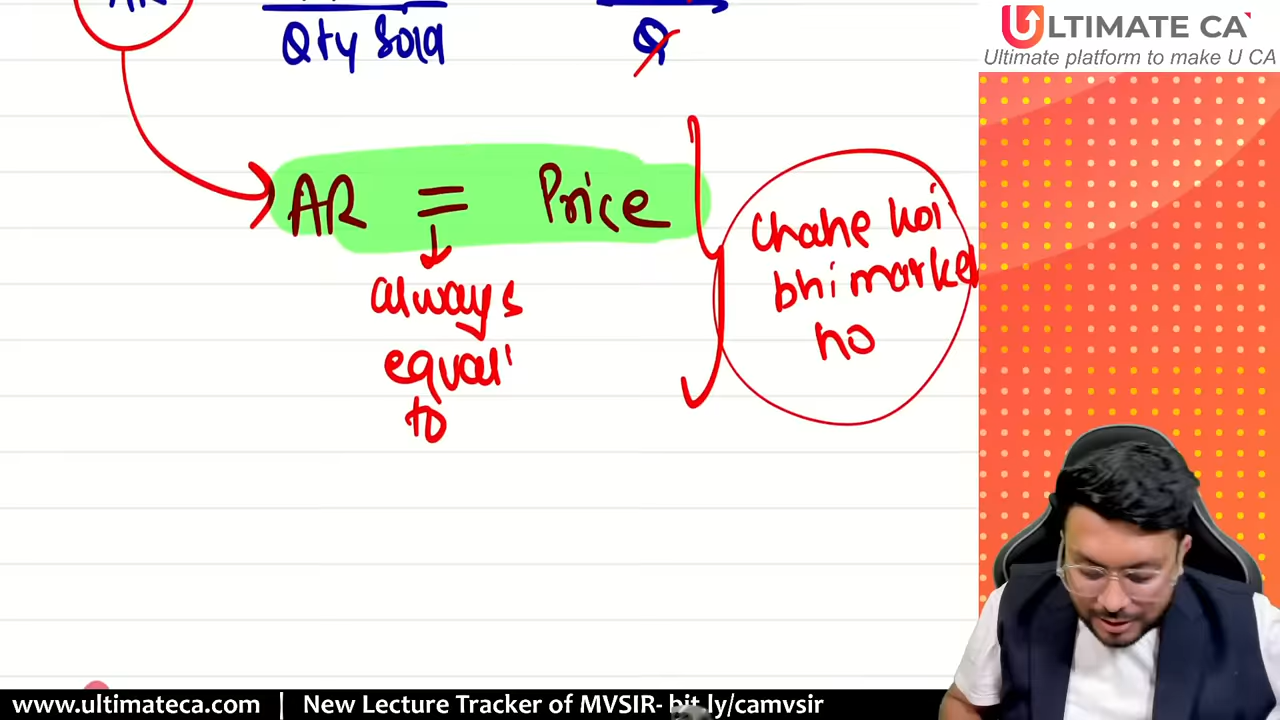 AR
Qty Sold
Q
AR = Price
always
equal
to
Chahe koi
bhi market
ho
ULTIMATE CA
Ultimate platform to make U CA
www.ultimateca.com | New Lecture Tracker of MVSIR- bit.ly/camvsir